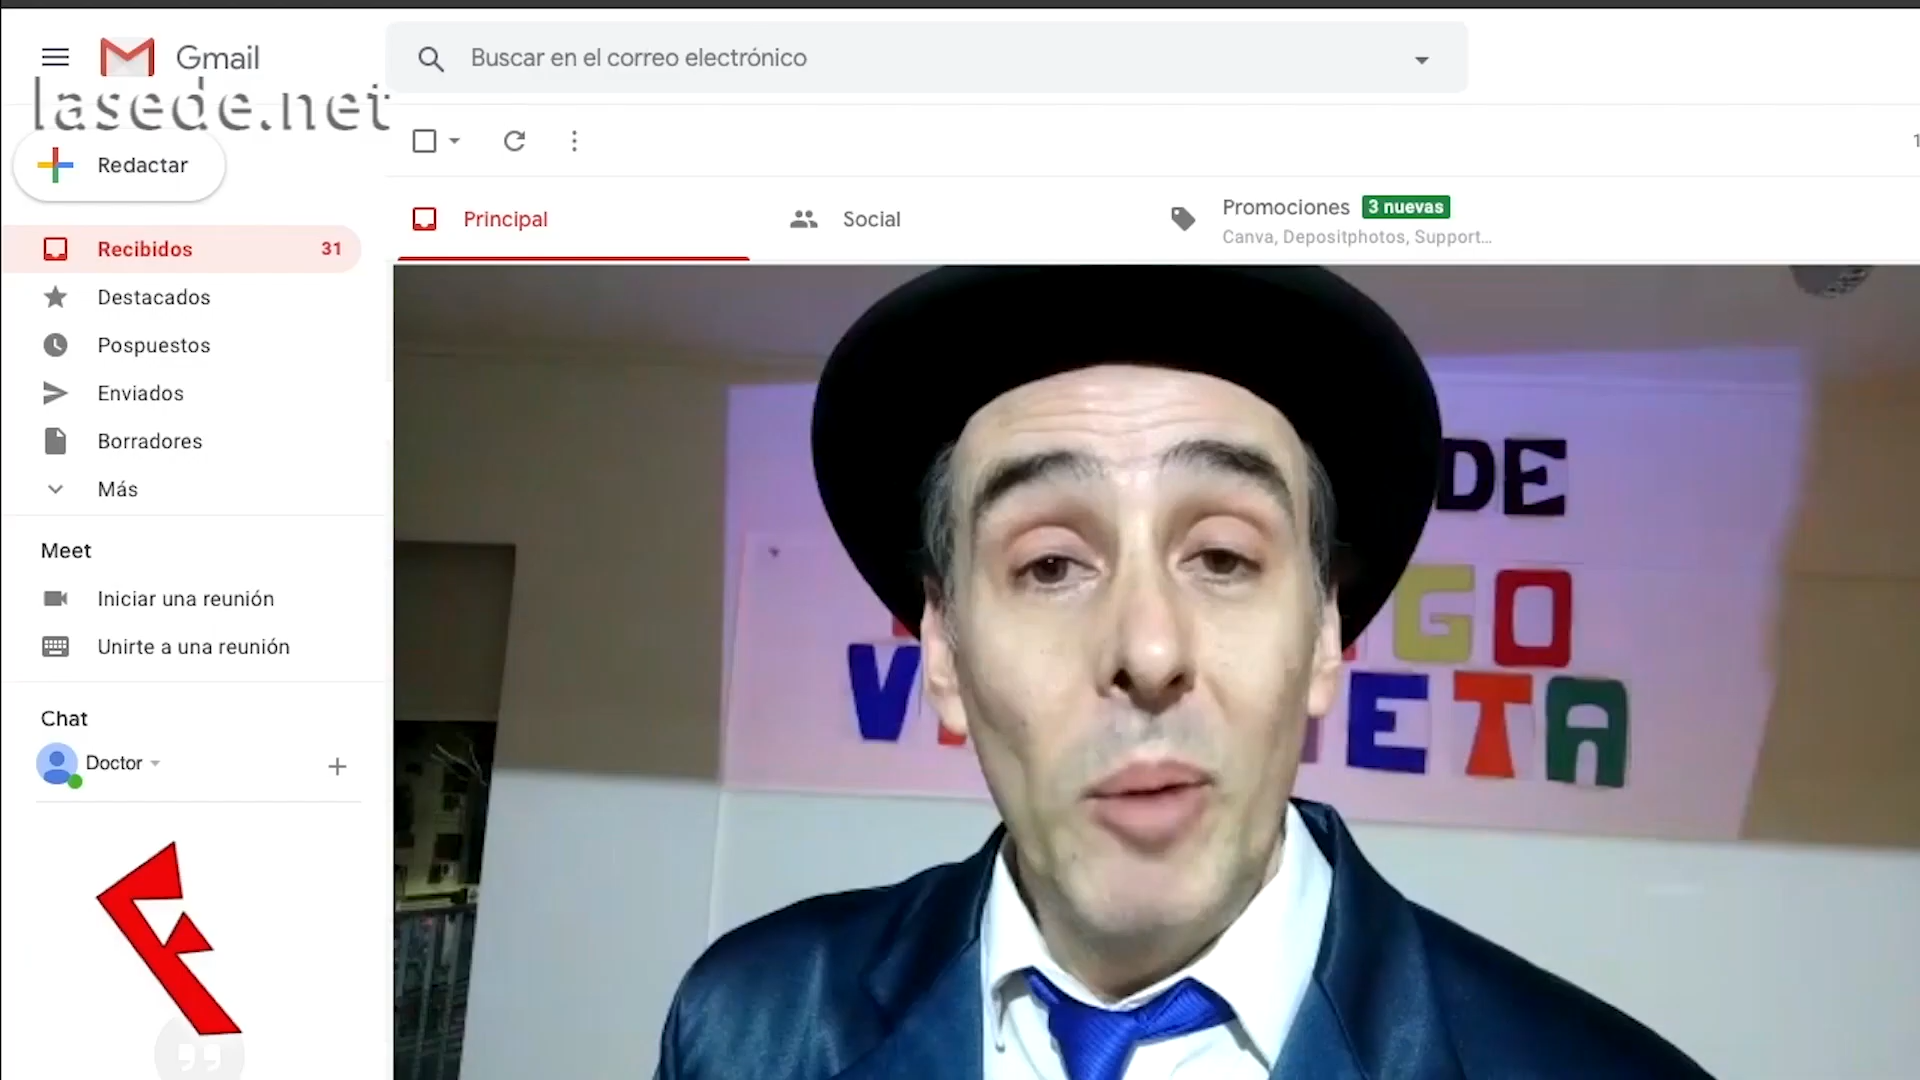 Gmail
Buscar en el correo electrónico
lasede.net
Redactar
Principal
Social
Promociones
3 nuevas
Canva, Depositphotos, Support...
Recibidos
31
Destacados
Pospuestos
Enviados
Borradores
Más
Meet
Iniciar una reunión
Unirte a una reunión
Chat
Doctor
DE
GO
V
ETA